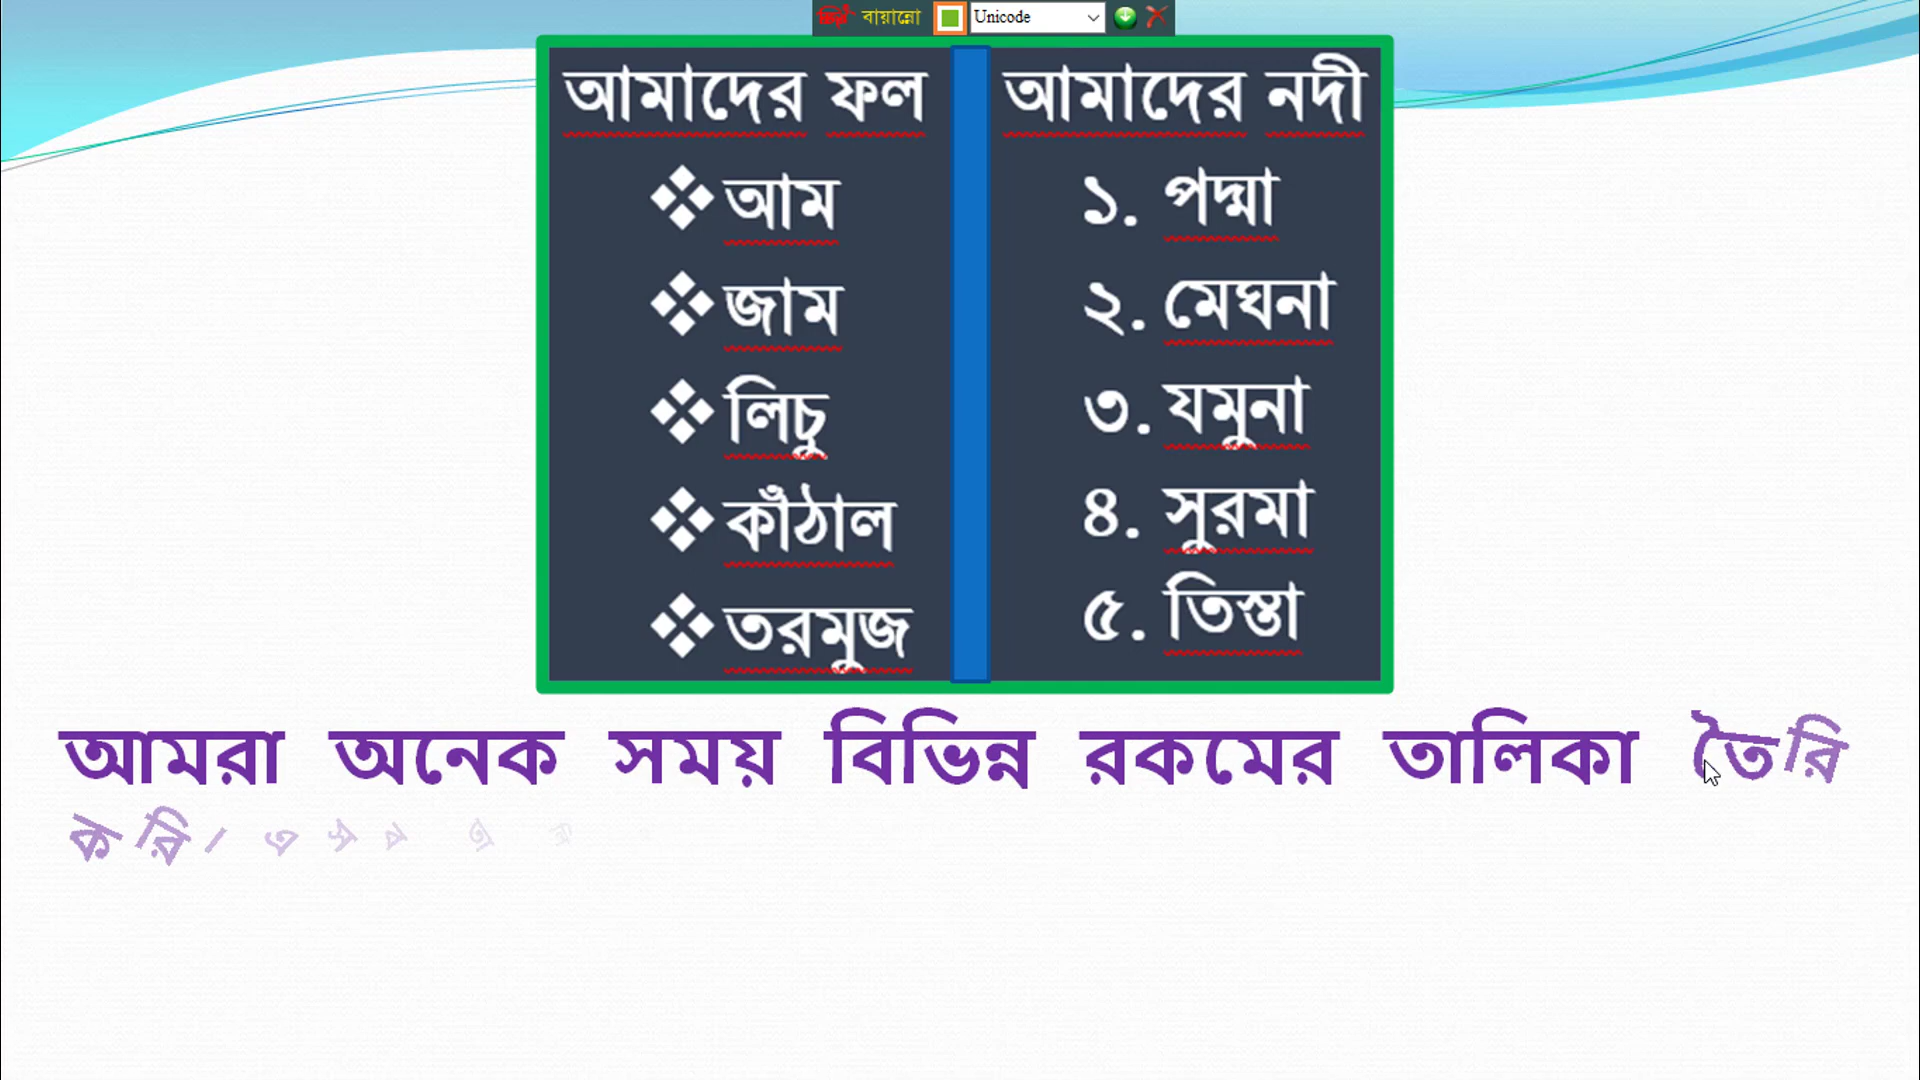 বায়ান্নো Unicode
আমাদের ফল
আম
জাম
লিচু
কাঁঠাল
তরমুজ
আমাদের নদী
১. পদ্মা
২. মেঘনা
৩. যমুনা
৪. সুরমা
৫. তিস্তা
আমরা অনেক সময় বিভিন্ন রকমের তালিকা তৈরি
করি। এসব